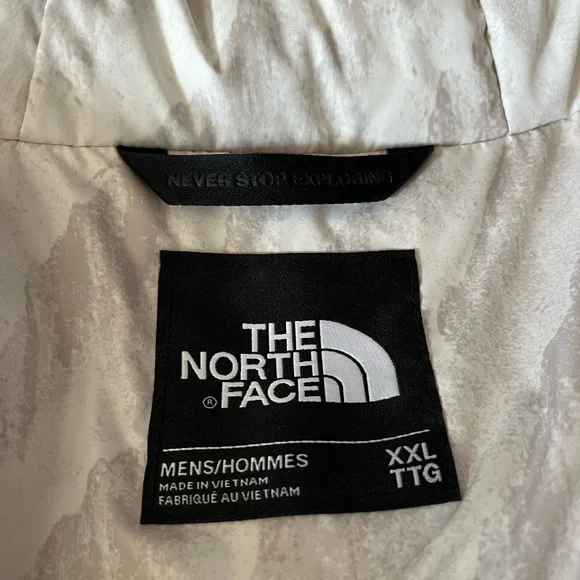 NEVER STOP EXPLORING
THE
NORTH
® FACE
MENS/HOMMES XXL
MADE IN VIETNAM TTG
FABRIQUÉ AU VIETNAM